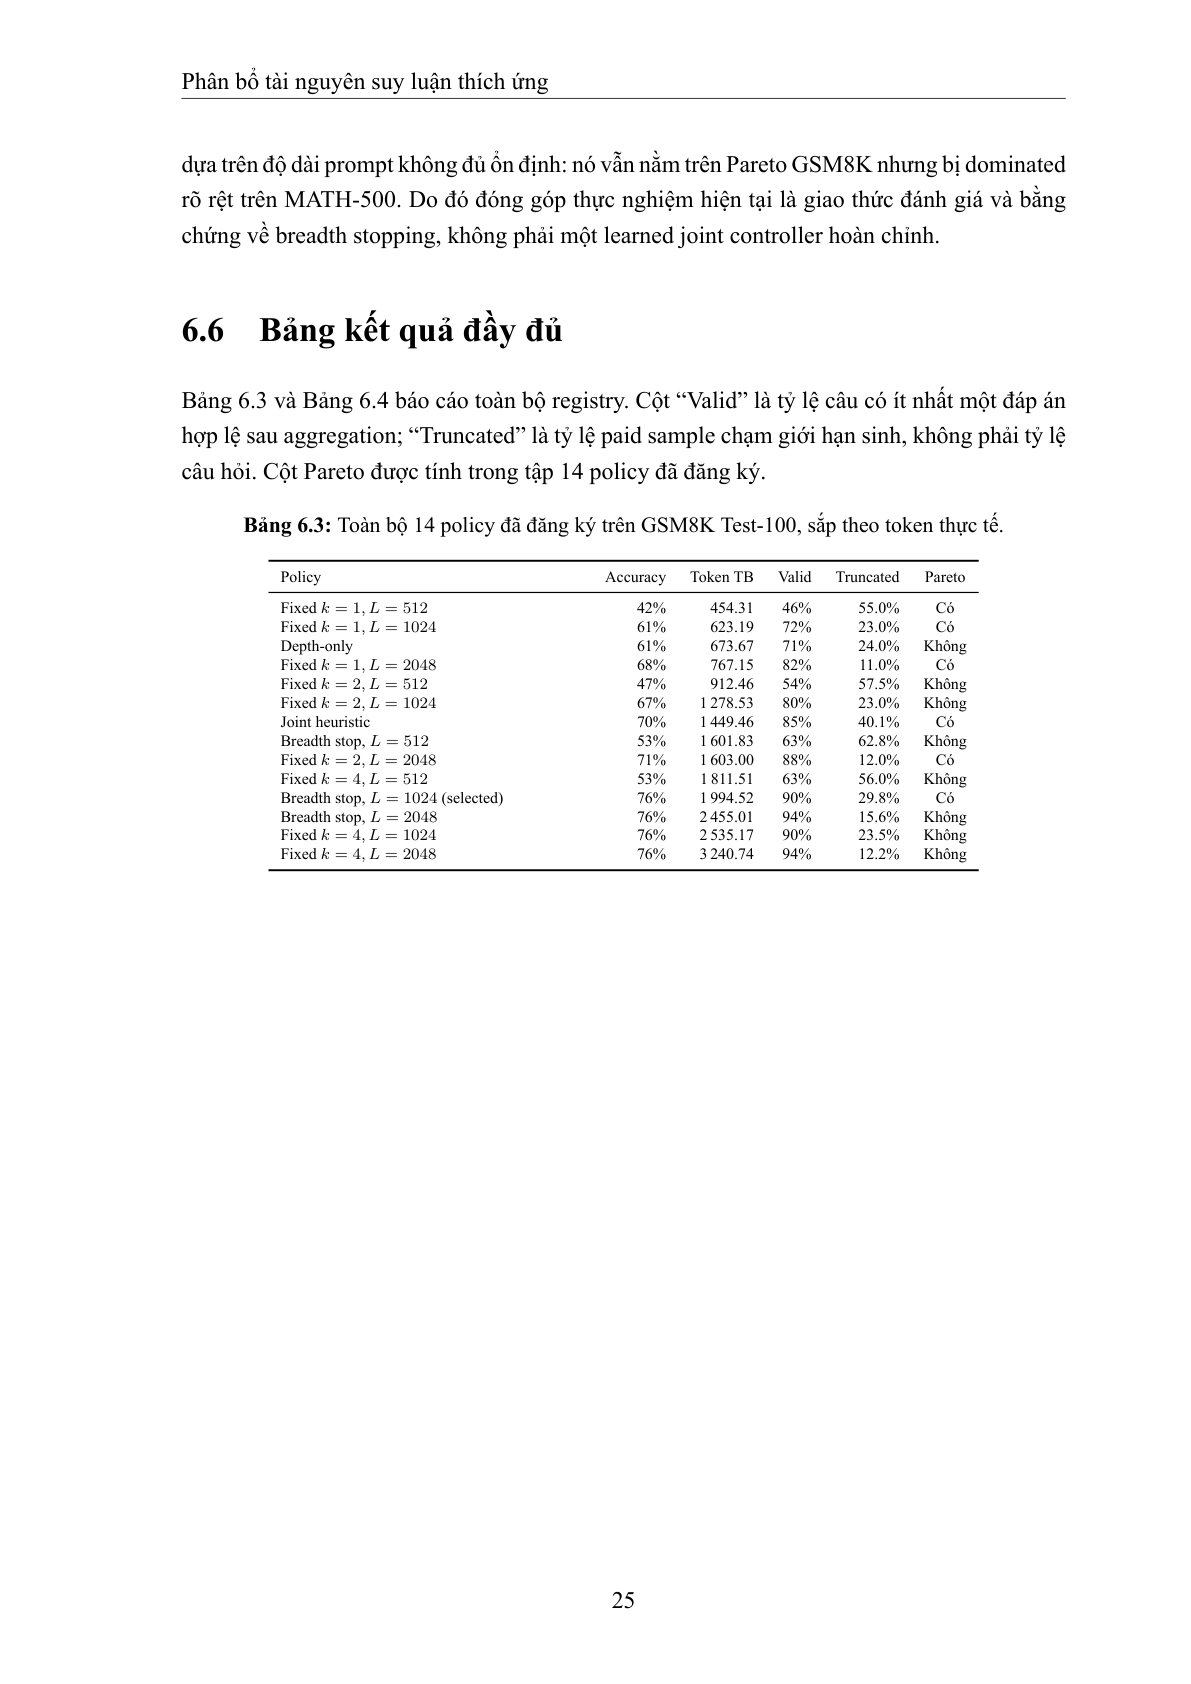 Phân bổ tài nguyên suy luận thích ứng
dựa trên độ dài prompt không đủ ổn định: nó vẫn nằm trên Pareto GSM8K nhưng bị dominated
rõ rệt trên MATH-500. Do đó đóng góp thực nghiệm hiện tại là giao thức đánh giá và bằng
chứng về breadth stopping, không phải một learned joint controller hoàn chỉnh.
6.6 Bảng kết quả đầy đủ
Bảng 6.3 và Bảng 6.4 báo cáo toàn bộ registry. Cột “Valid” là tỷ lệ câu có ít nhất một đáp án
hợp lệ sau aggregation; “Truncated” là tỷ lệ paid sample chạm giới hạn sinh, không phải tỷ lệ
câu hỏi. Cột Pareto được tính trong tập 14 policy đã đăng ký.
Bảng 6.3: Toàn bộ 14 policy đã đăng ký trên GSM8K Test-100, sắp theo token thực tế.
Policy Accuracy Token TB Valid Truncated Pareto
Fixed k = 1, L = 512 42% 454.31 46% 55.0% Có
Fixed k = 1, L = 1024 61% 623.19 72% 23.0% Có
Depth-only 61% 673.67 71% 24.0% Không
Fixed k = 1, L = 2048 68% 767.15 82% 11.0% Có
Fixed k = 2, L = 512 47% 912.46 54% 57.5% Không
Fixed k = 2, L = 1024 67% 1 278.53 80% 23.0% Không
Joint heuristic 70% 1 449.46 85% 40.1% Có
Breadth stop, L = 512 53% 1 601.83 63% 62.8% Không
Fixed k = 2, L = 2048 71% 1 603.00 88% 12.0% Có
Fixed k = 4, L = 512 53% 1 811.51 63% 56.0% Không
Breadth stop, L = 1024 (selected) 76% 1 994.52 90% 29.8% Có
Breadth stop, L = 2048 76% 2 455.01 94% 15.6% Không
Fixed k = 4, L = 1024 76% 2 535.17 90% 23.5% Không
Fixed k = 4, L = 2048 76% 3 240.74 94% 12.2% Không
25